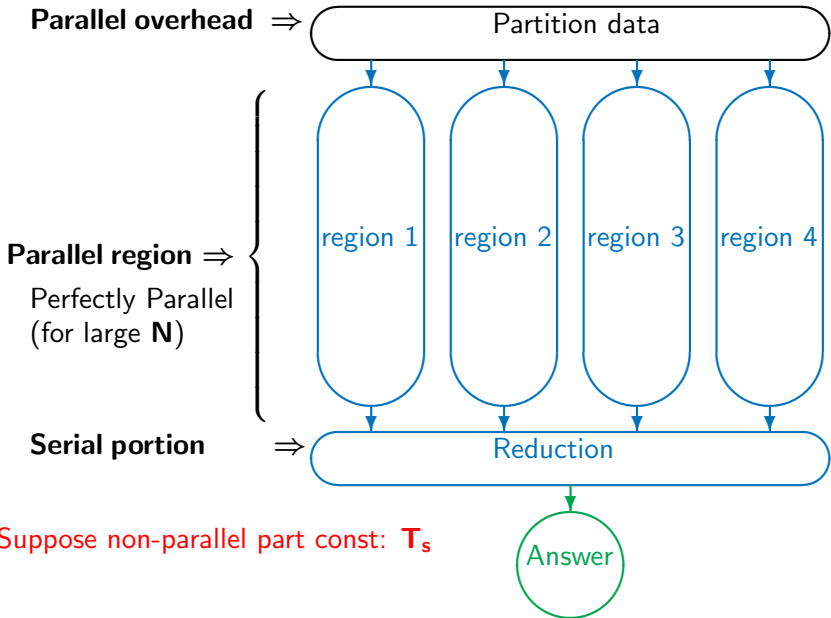 Parallel overhead ⇒ Partition data
region 1 region 2 region 3 region 4
Parallel region ⇒
Perfectly Parallel
(for large N)
Serial portion ⇒ Reduction
Suppose non-parallel part const: Tₛ
Answer